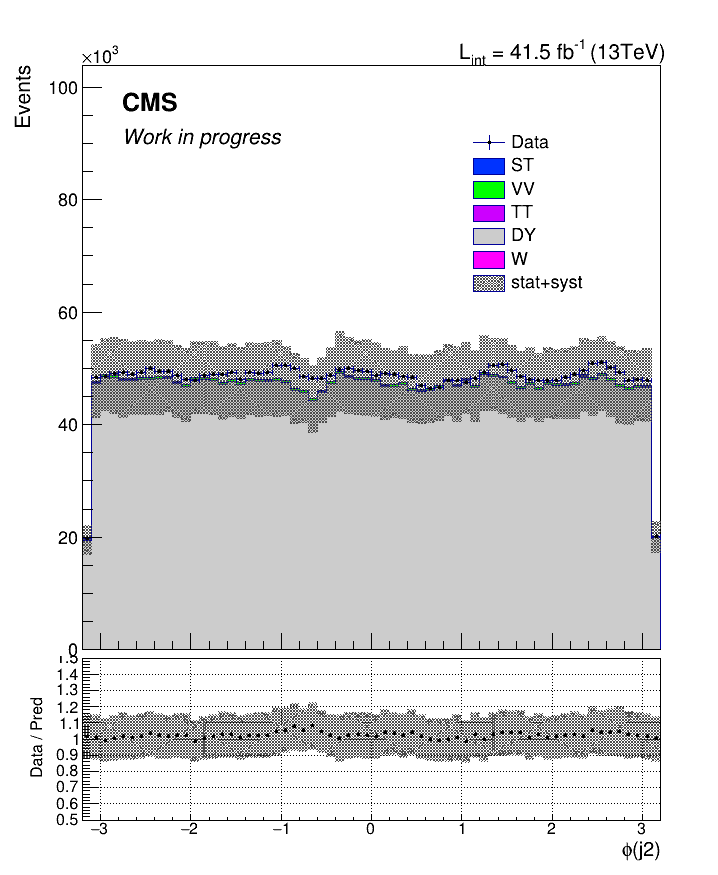 ×10³
L_int = 41.5 fb⁻¹ (13TeV)
Events
CMS
Work in progress
Data
ST
VV
TT
DY
W
stat+syst
100
80
60
40
20
0
Data / Pred
1.5
1.4
1.3
1.2
1.1
1
0.9
0.8
0.7
0.6
0.5
−3 −2 −1 0 1 2 3
ϕ(j2)